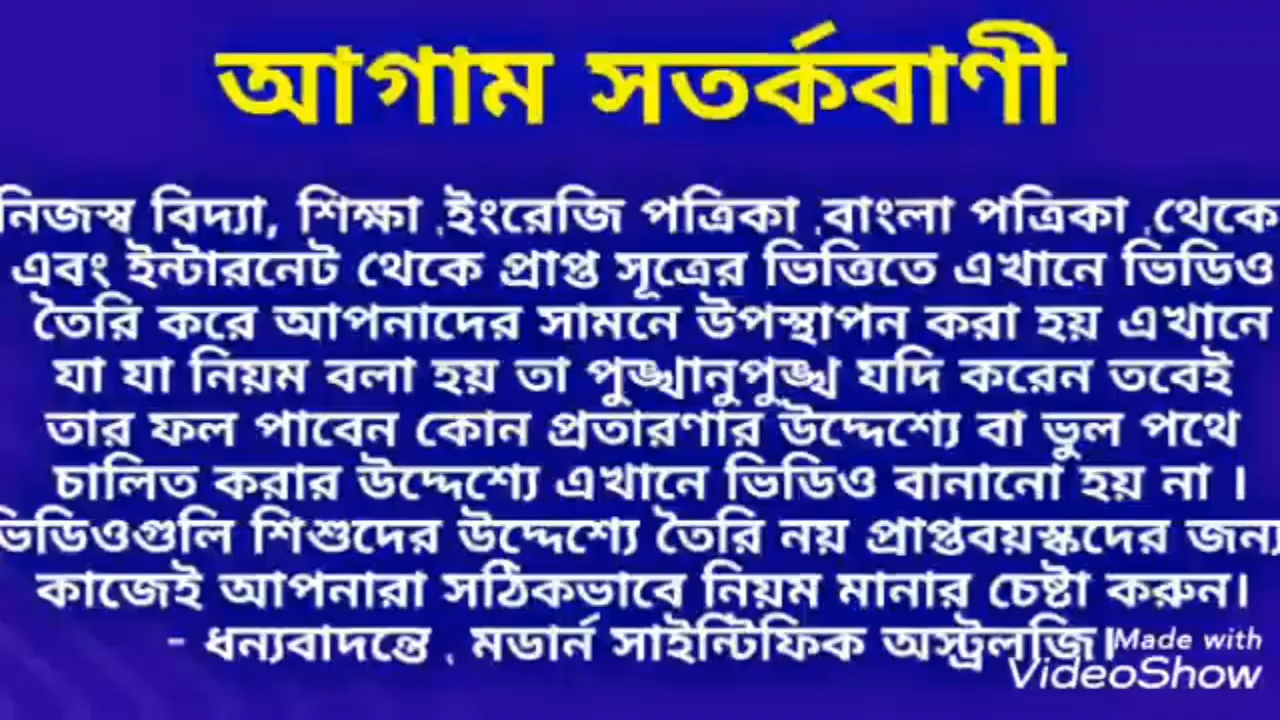 আগাম সতর্কবাণী
নিজস্ব বিদ্যা, শিক্ষা ,ইংরেজি পত্রিকা ,বাংলা পত্রিকা ,থেকে
এবং ইন্টারনেট থেকে প্রাপ্ত সূত্রের ভিত্তিতে এখানে ভিডিও
তৈরি করে আপনাদের সামনে উপস্থাপন করা হয় এখানে
যা যা নিয়ম বলা হয় তা পুঙ্খানুপুঙ্খ যদি করেন তবেই
তার ফল পাবেন কোন প্রতারণার উদ্দেশ্যে বা ভুল পথে
চালিত করার উদ্দেশ্যে এখানে ভিডিও বানানো হয় না ।
ভিডিওগুলি শিশুদের উদ্দেশ্যে তৈরি নয় প্রাপ্তবয়স্কদের জন্য
কাজেই আপনারা সঠিকভাবে নিয়ম মানার চেষ্টা করুন।
- ধন্যবাদন্তে , মডার্ন সাইন্টিফিক অস্ট্রলজি।
Made with
VideoShow